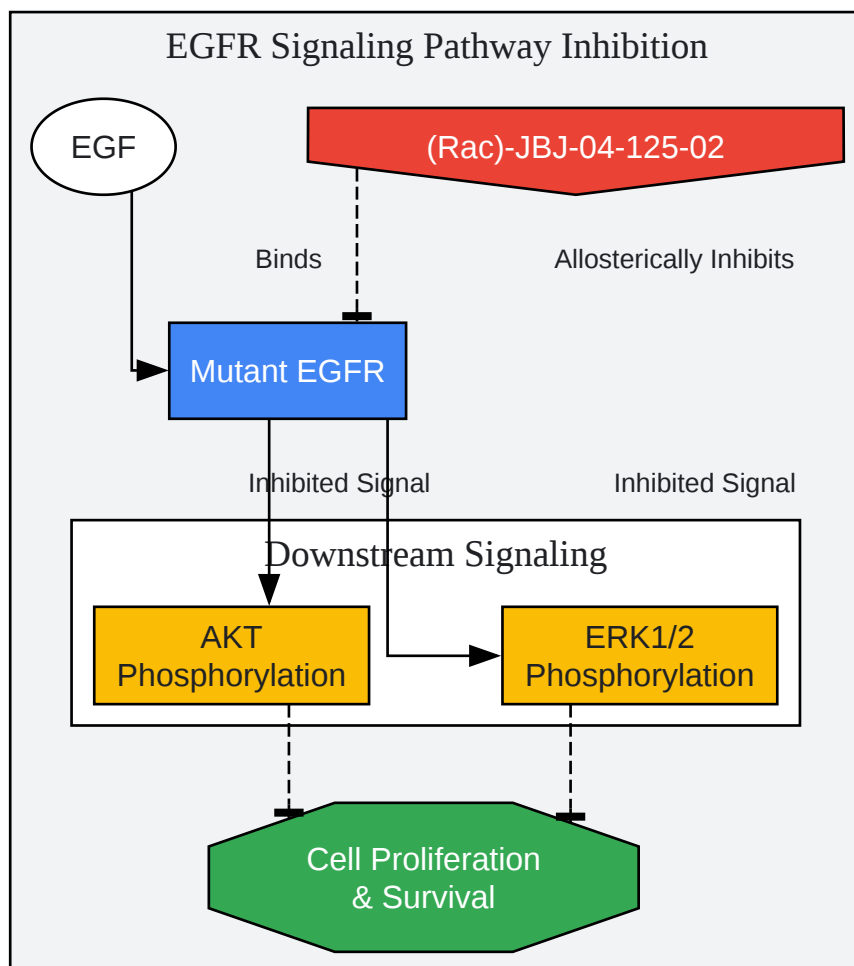 EGFR Signaling Pathway Inhibition
EGF
(Rac)-JBJ-04-125-02
Binds
Allosterically Inhibits
Mutant EGFR
Inhibited Signal
Inhibited Signal
Downstream Signaling
AKT
Phosphorylation
ERK1/2
Phosphorylation
Cell Proliferation
& Survival